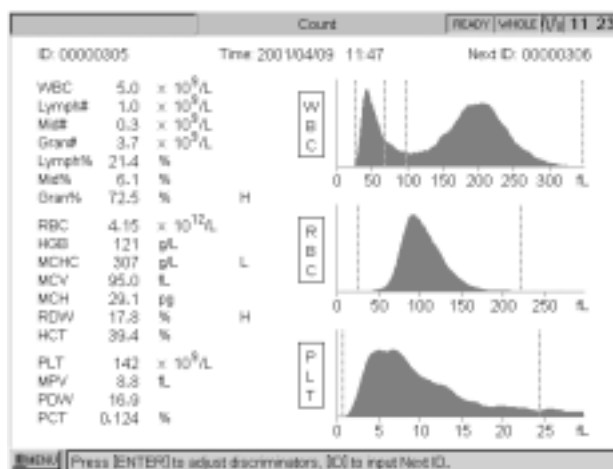 Count READY WHOLE 11 23
ID: 00000305 Time: 2001/04/09 11:47 Next ID: 00000306
WBC 5.0 × 10⁹/L
Lymph# 1.0 × 10⁹/L
Mid# 0.3 × 10⁹/L
Gran# 3.7 × 10⁹/L
Lymph% 21.4 %
Mid% 6.1 %
Gran% 72.5 % H
RBC 4.15 × 10¹²/L
HGB 121 g/L
MCHC 307 g/L L
MCV 95.0 fL
MCH 29.1 pg
RDW 17.8 % H
HCT 39.4 %
PLT 142 × 10⁹/L
MPV 8.8 fL
PDW 16.9
PCT 0.124 %
WBC
0 50 100 150 200 250 300 fL
RBC
0 50 100 150 200 250 fL
PLT
0 5 10 15 20 25 fL
MENU Press [ENTER] to adjust discriminators, [ID] to input Next ID.